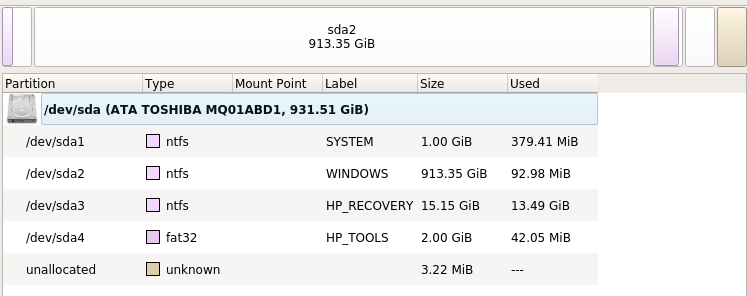 sda2
913.35 GiB
Partition Type Mount Point Label Size Used
/dev/sda (ATA TOSHIBA MQ01ABD1, 931.51 GiB)
/dev/sda1 ntfs SYSTEM 1.00 GiB 379.41 MiB
/dev/sda2 ntfs WINDOWS 913.35 GiB 92.98 MiB
/dev/sda3 ntfs HP_RECOVERY 15.15 GiB 13.49 GiB
/dev/sda4 fat32 HP_TOOLS 2.00 GiB 42.05 MiB
unallocated unknown 3.22 MiB ---